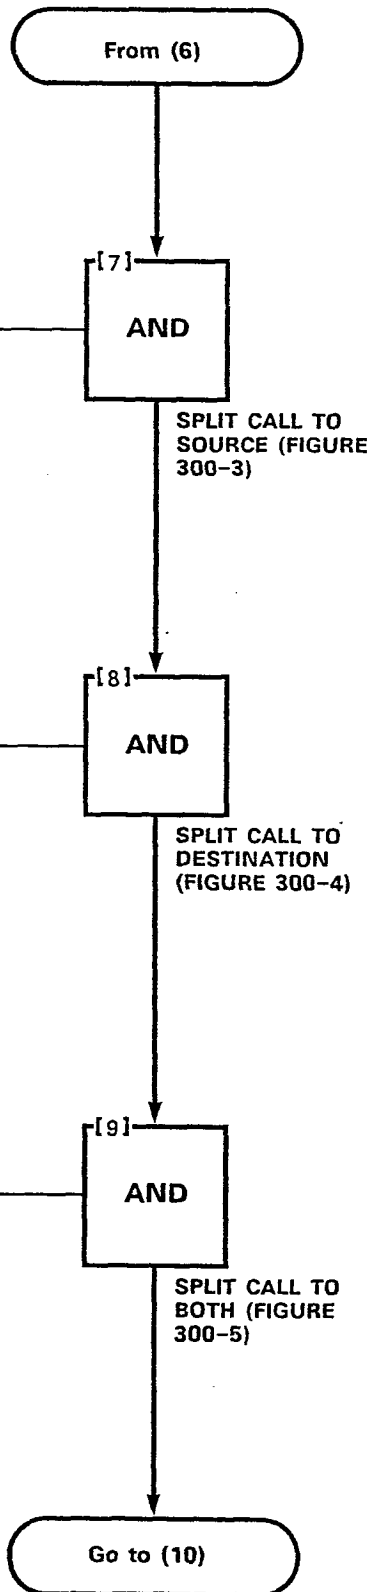 From (6)
[7]
AND
SPLIT CALL TO
SOURCE (FIGURE
300-3)
[8]
AND
SPLIT CALL TO
DESTINATION
(FIGURE 300-4)
[9]
AND
SPLIT CALL TO
BOTH (FIGURE
300-5)
Go to (10)